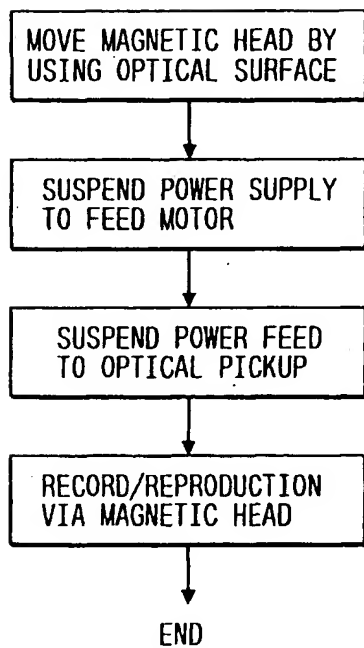 MOVE MAGNETIC HEAD BY
USING OPTICAL SURFACE
SUSPEND POWER SUPPLY
TO FEED MOTOR
SUSPEND POWER FEED
TO OPTICAL PICKUP
RECORD/REPRODUCTION
VIA MAGNETIC HEAD
END